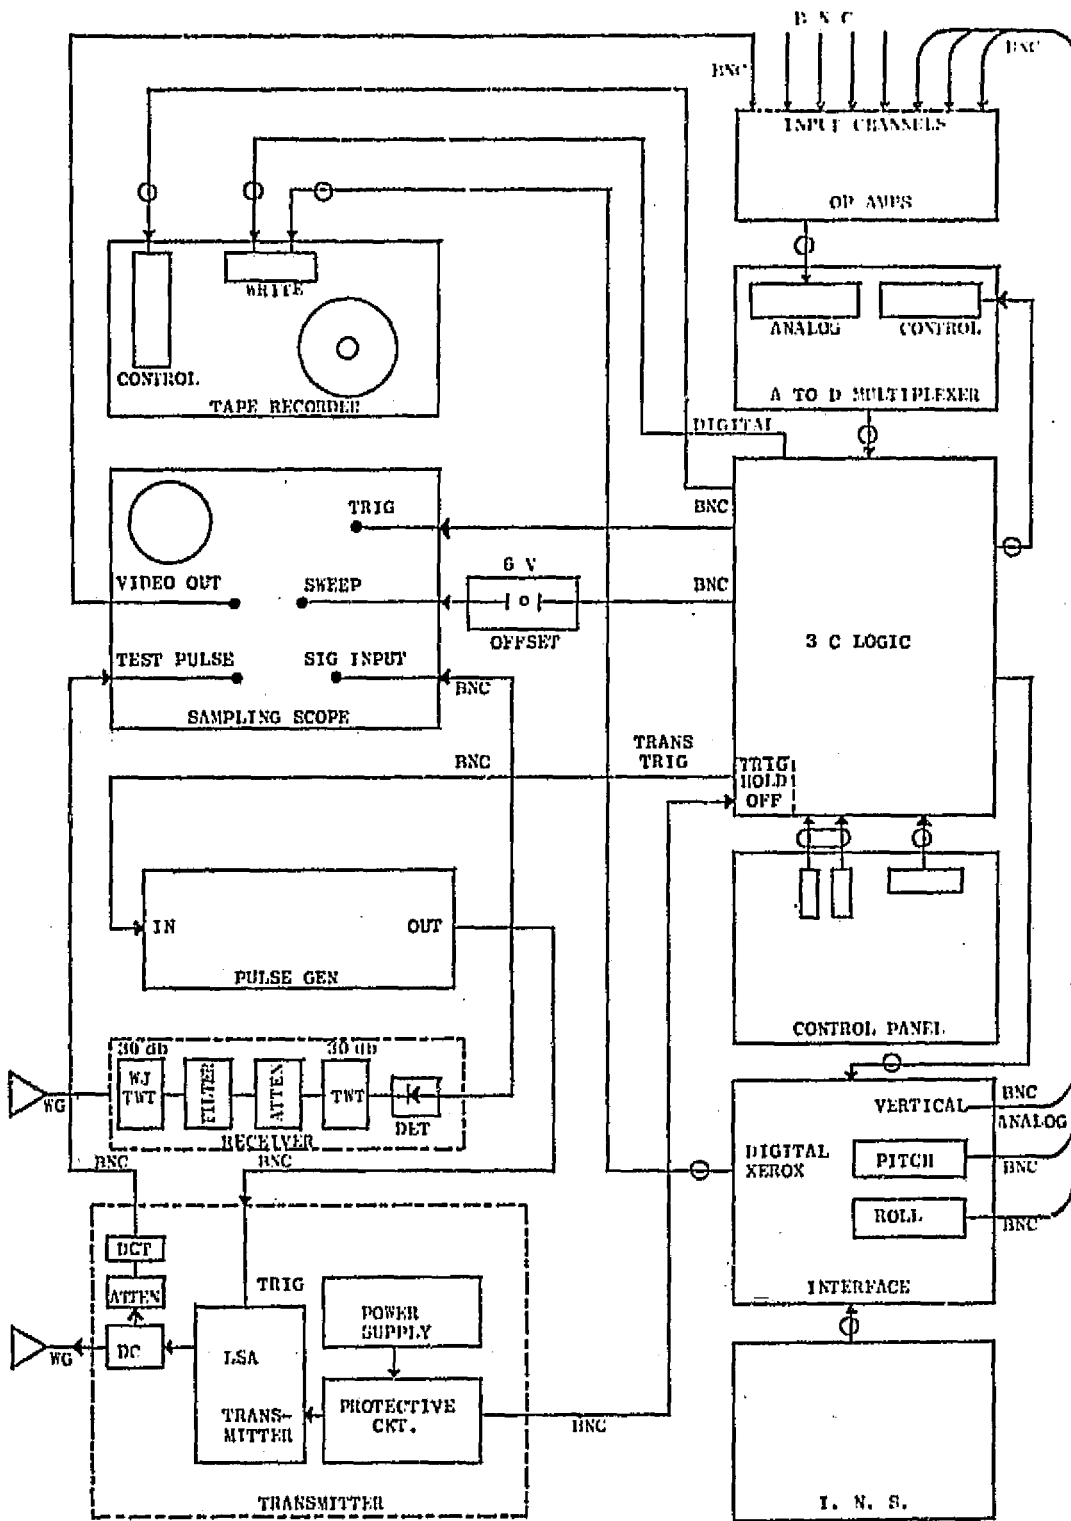 B N C
BNC
BNC
INPUT CHANNELS
OP AMPS
WRITE
CONTROL
TAPE RECORDER
ANALOG
CONTROL
A TO D MULTIPLEXER
DIGITAL
BNC
TRIG
VIDEO OUT
SWEEP
6 V
OFFSET
BNC
3 C LOGIC
TEST PULSE
SIG INPUT
BNC
SAMPLING SCOPE
BNC
TRANS
TRIG
TRIG
HOLD
OFF
IN
OUT
PULSE GEN
CONTROL PANEL
30 db
30 db
WG
WJ
TWT
FILTER
ATTEN
TWT
DET
RECEIVER
BNC
BNC
VERTICAL
BNC
ANALOG
DIGITAL
XEROX
PITCH
BNC
ROLL
BNC
INTERFACE
DCT
ATTEN
TRIG
POWER
SUPPLY
WG
DC
LSA
TRANS-
MITTER
PROTECTIVE
CKT.
BNC
TRANSMITTER
I. N. S.